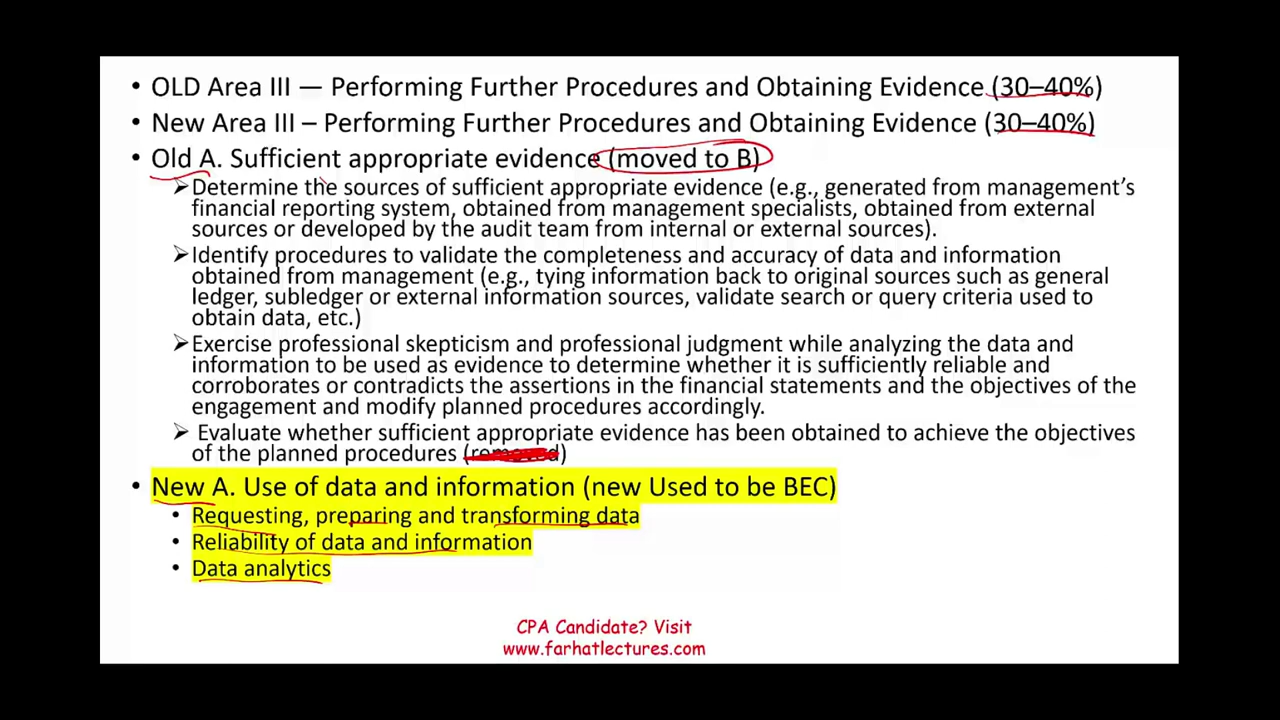 • OLD Area III — Performing Further Procedures and Obtaining Evidence (30–40%)
• New Area III – Performing Further Procedures and Obtaining Evidence (30–40%)
• Old A. Sufficient appropriate evidence (moved to B)
➢Determine the sources of sufficient appropriate evidence (e.g., generated from management's
financial reporting system, obtained from management specialists, obtained from external
sources or developed by the audit team from internal or external sources).
➢Identify procedures to validate the completeness and accuracy of data and information
obtained from management (e.g., tying information back to original sources such as general
ledger, subledger or external information sources, validate search or query criteria used to
obtain data, etc.)
➢Exercise professional skepticism and professional judgment while analyzing the data and
information to be used as evidence to determine whether it is sufficiently reliable and
corroborates or contradicts the assertions in the financial statements and the objectives of the
engagement and modify planned procedures accordingly.
➢ Evaluate whether sufficient appropriate evidence has been obtained to achieve the objectives
of the planned procedures (removed)
• New A. Use of data and information (new Used to be BEC)
• Requesting, preparing and transforming data
• Reliability of data and information
• Data analytics
CPA Candidate? Visit
www.farhatlectures.com